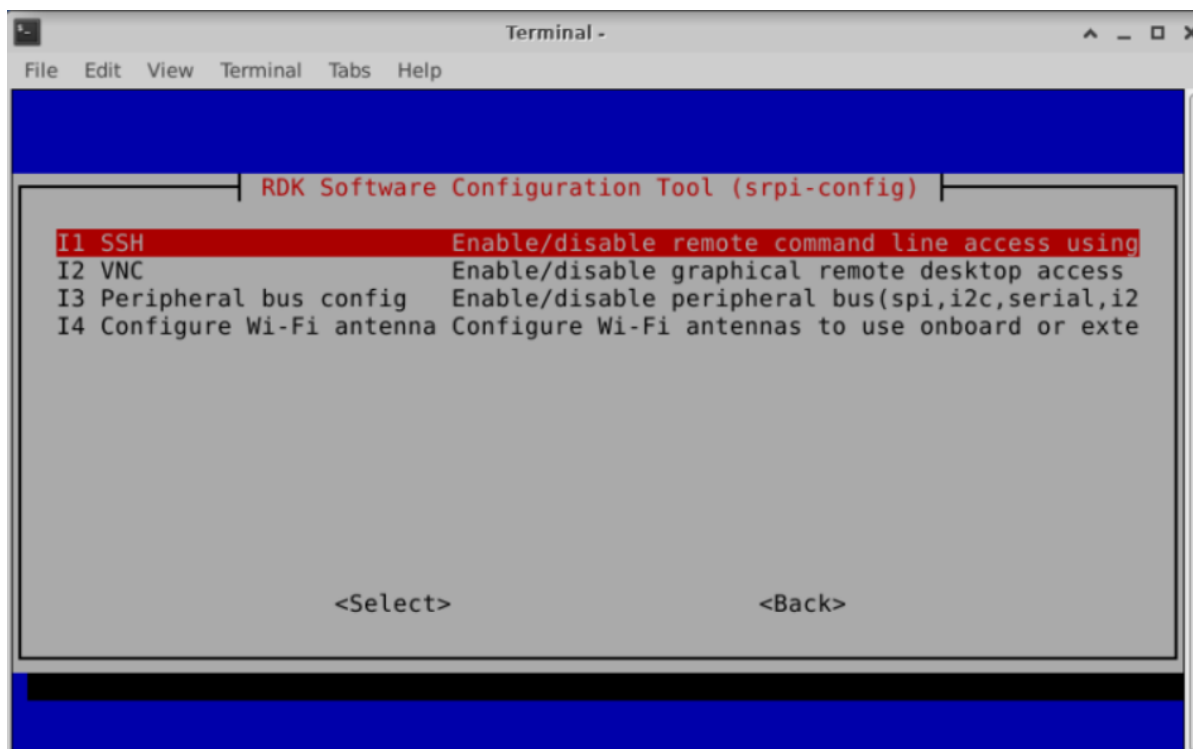 Terminal -
File Edit View Terminal Tabs Help
RDK Software Configuration Tool (srpi-config)
I1 SSH Enable/disable remote command line access using
I2 VNC Enable/disable graphical remote desktop access
I3 Peripheral bus config Enable/disable peripheral bus(spi,i2c,serial,i2
I4 Configure Wi-Fi antenna Configure Wi-Fi antennas to use onboard or exte
<Select> <Back>